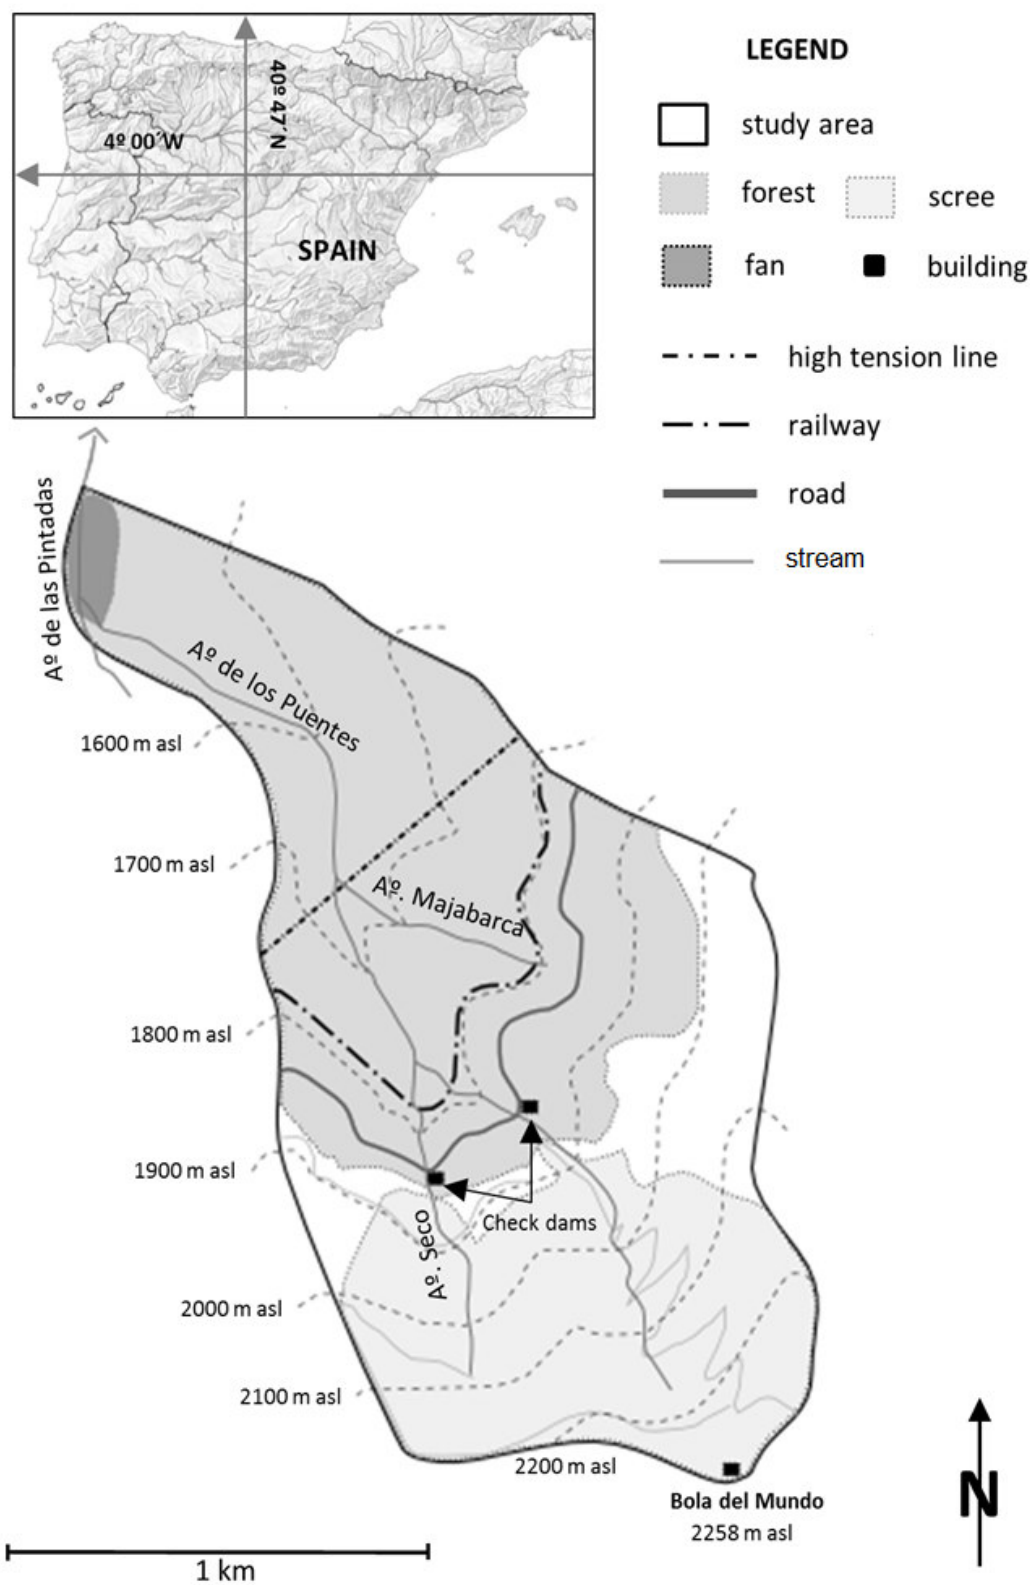 40º 47´N
4º 00´W
SPAIN
LEGEND
study area
forest
scree
fan
building
high tension line
railway
road
stream
Aº de las Pintadas
Aº de los Puentes
1600 m asl
1700 m asl
Aº. Majabarca
1800 m asl
1900 m asl
Check dams
Aº. Seco
2000 m asl
2100 m asl
2200 m asl
Bola del Mundo
2258 m asl
N
1 km